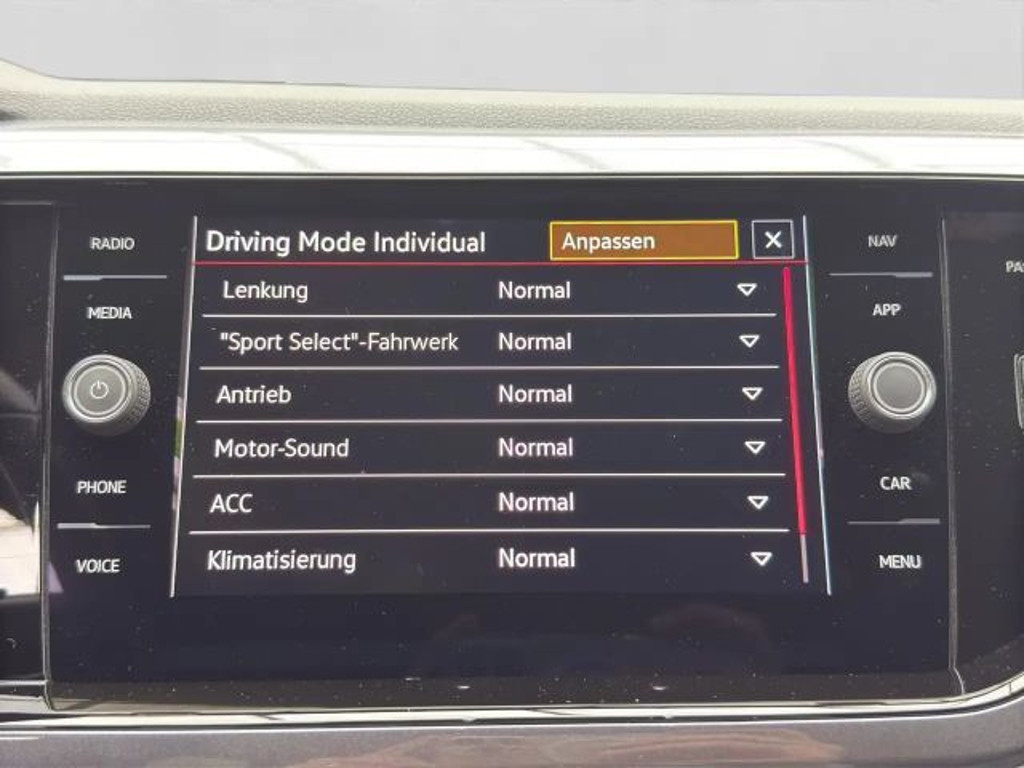 RADIO
MEDIA
PHONE
VOICE
Driving Mode Individual Anpassen X
Lenkung Normal
"Sport Select"-Fahrwerk Normal
Antrieb Normal
Motor-Sound Normal
ACC Normal
Klimatisierung Normal
NAV
APP
CAR
MENU